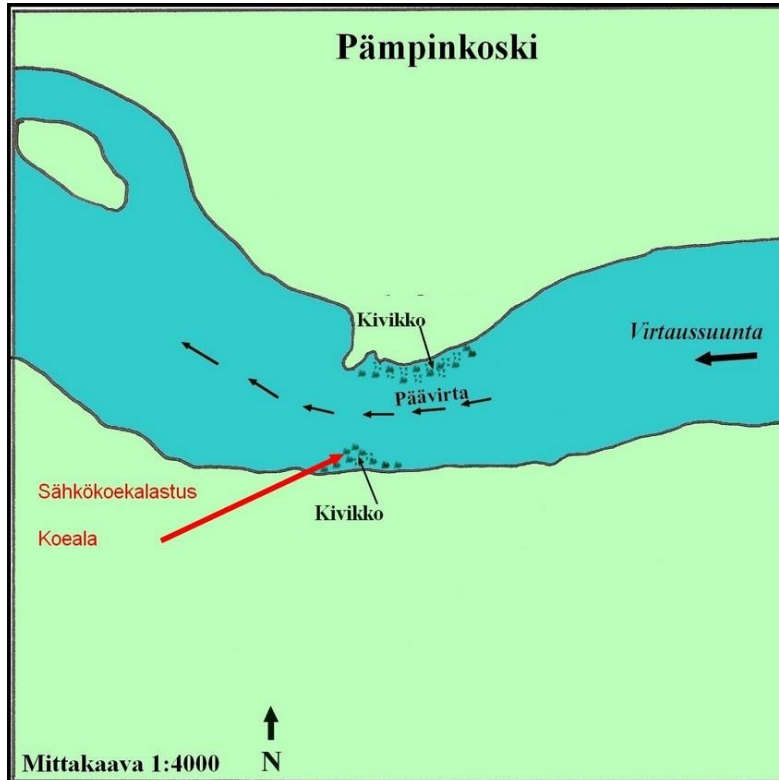 Pämpinkoski
Kivikko
Virtaussuunta
Päävirta
Sähkökoekalastus
Koeala
Kivikko
Mittakaava 1:4000
N